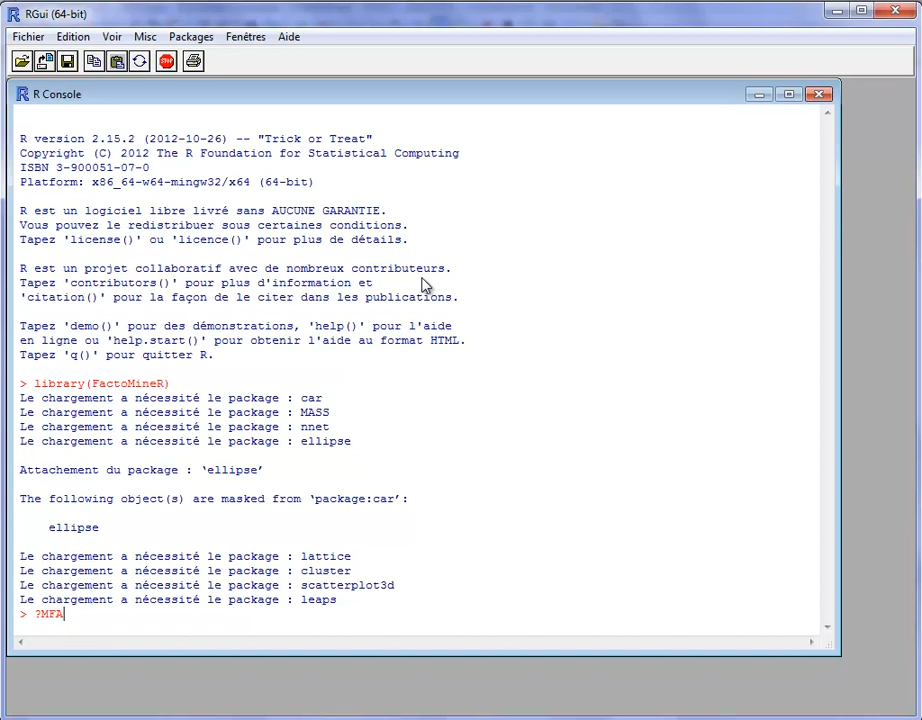 RGui (64-bit)
Fichier Edition Voir Misc Packages Fenêtres Aide
STOP
R Console
R version 2.15.2 (2012-10-26) -- "Trick or Treat"
Copyright (C) 2012 The R Foundation for Statistical Computing
ISBN 3-900051-07-0
Platform: x86_64-w64-mingw32/x64 (64-bit)
R est un logiciel libre livré sans AUCUNE GARANTIE.
Vous pouvez le redistribuer sous certaines conditions.
Tapez 'license()' ou 'licence()' pour plus de détails.
R est un projet collaboratif avec de nombreux contributeurs.
Tapez 'contributors()' pour plus d'information et
'citation()' pour la façon de le citer dans les publications.
Tapez 'demo()' pour des démonstrations, 'help()' pour l'aide
en ligne ou 'help.start()' pour obtenir l'aide au format HTML.
Tapez 'q()' pour quitter R.
> library(FactoMineR)
Le chargement a nécessité le package : car
Le chargement a nécessité le package : MASS
Le chargement a nécessité le package : nnet
Le chargement a nécessité le package : ellipse
Attachement du package : ‘ellipse’
The following object(s) are masked from ‘package:car’:
ellipse
Le chargement a nécessité le package : lattice
Le chargement a nécessité le package : cluster
Le chargement a nécessité le package : scatterplot3d
Le chargement a nécessité le package : leaps
> ?MFA